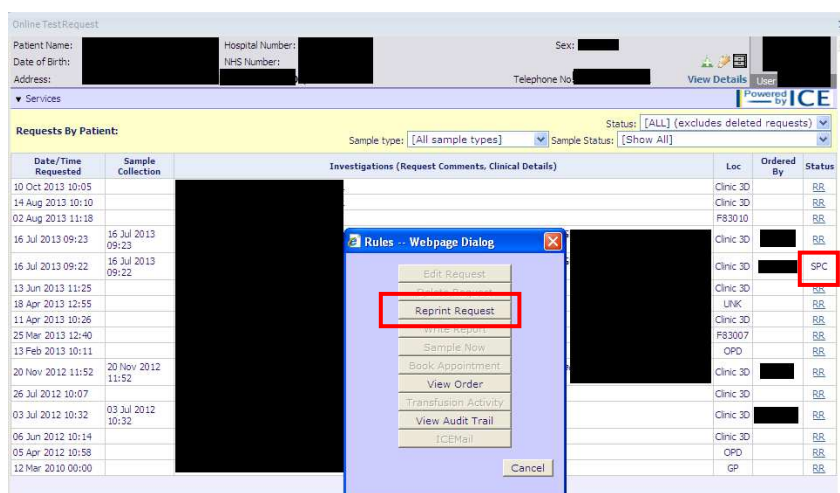 Online TestRequest
Patient Name: Hospital Number: Sex:
Date of Birth: NHS Number:
Address: Telephone No: View Details User
▼ Services Powered by ICE
Status: [ALL] (excludes deleted requests)
Requests By Patient: Sample type: [All sample types] Sample Status: [Show All]
Date/Time Requested Sample Collection Investigations (Request Comments, Clinical Details) Loc Ordered By Status
10 Oct 2013 10:05 Clinic 3D RR
14 Aug 2013 10:10 Clinic 3D RR
02 Aug 2013 11:18 F83010 RR
16 Jul 2013 09:23 16 Jul 2013 09:23 Clinic 3D RR
16 Jul 2013 09:22 16 Jul 2013 09:22 Clinic 3D SPC
13 Jun 2013 11:25 Clinic 3D RR
18 Apr 2013 12:55 UNK RR
11 Apr 2013 10:26 Clinic 3D RR
25 Mar 2013 12:40 F83007 RR
13 Feb 2013 10:11 OPD RR
20 Nov 2012 11:52 20 Nov 2012 11:52 Clinic 3D RR
26 Jul 2012 10:07 Clinic 3D RR
03 Jul 2012 10:32 03 Jul 2012 10:32 Clinic 3D RR
06 Jun 2012 10:14 Clinic 3D RR
05 Apr 2012 10:58 OPD RR
12 Mar 2010 00:00 GP RR
Rules -- Webpage Dialog
Edit Request
Delete Request
Reprint Request
Write Report
Sample Now
Book Appointment
View Order
Transfusion Activity
View Audit Trail
ICEMail
Cancel